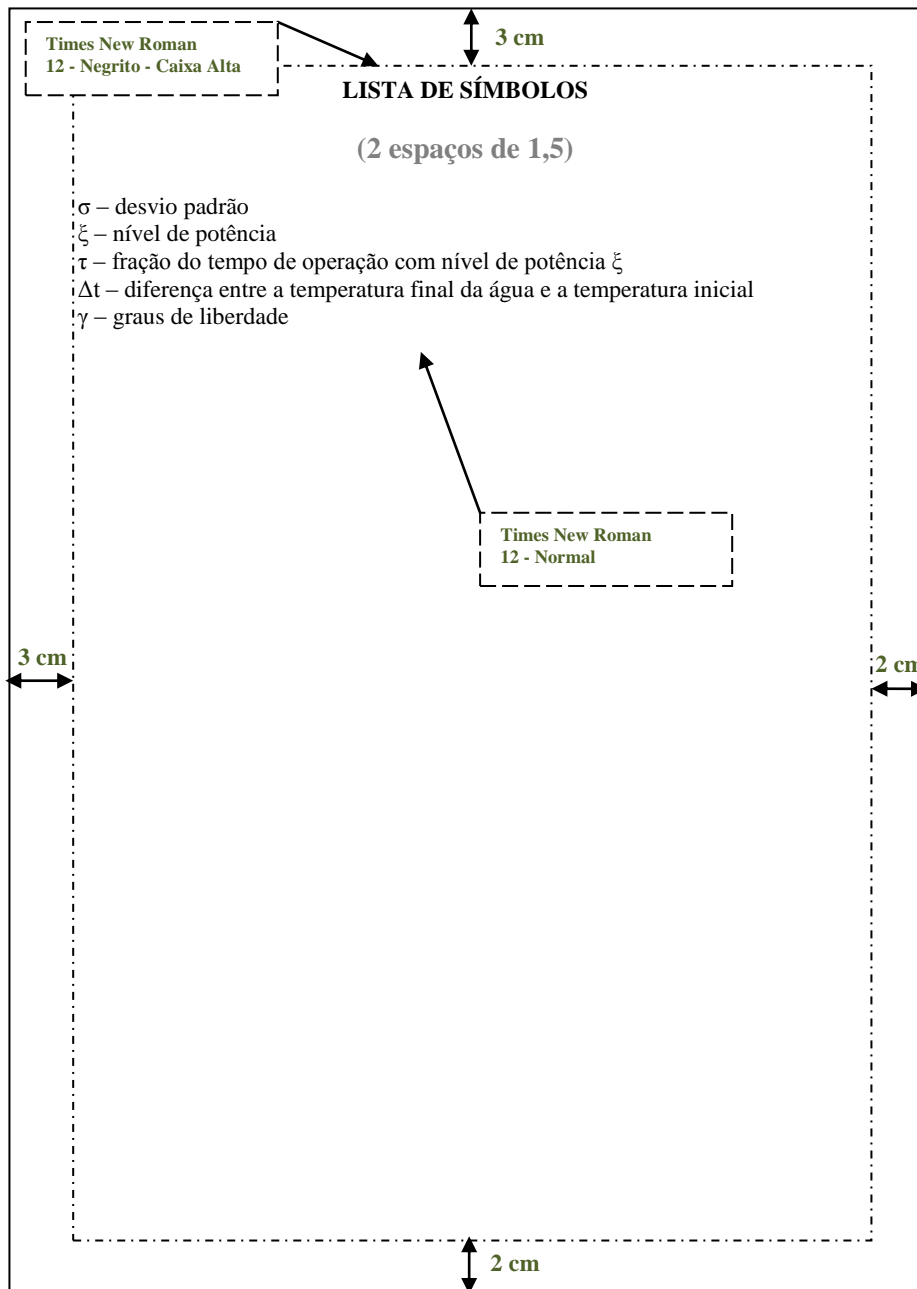 Times New Roman
12 - Negrito - Caixa Alta
3 cm
LISTA DE SÍMBOLOS
(2 espaços de 1,5)
σ – desvio padrão
ξ – nível de potência
τ – fração do tempo de operação com nível de potência ξ
Δt – diferença entre a temperatura final da água e a temperatura inicial
γ – graus de liberdade
Times New Roman
12 - Normal
3 cm
2 cm
2 cm